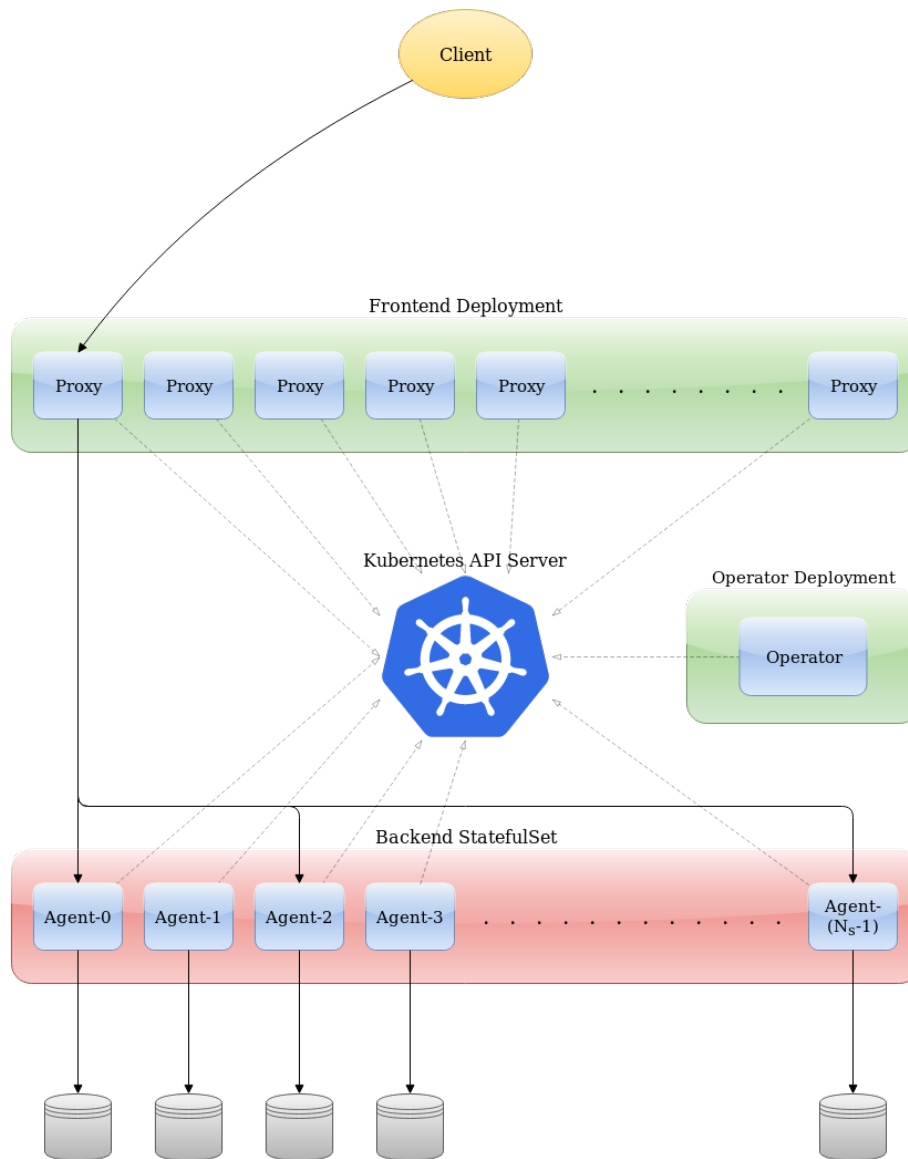 Client
Frontend Deployment
Proxy
Proxy
Proxy
Proxy
Proxy
. . . . . . . .
Proxy
Kubernetes API Server
Operator Deployment
Operator
Backend StatefulSet
Agent-0
Agent-1
Agent-2
Agent-3
. . . . . . . . . . . .
Agent-
(Nₛ-1)